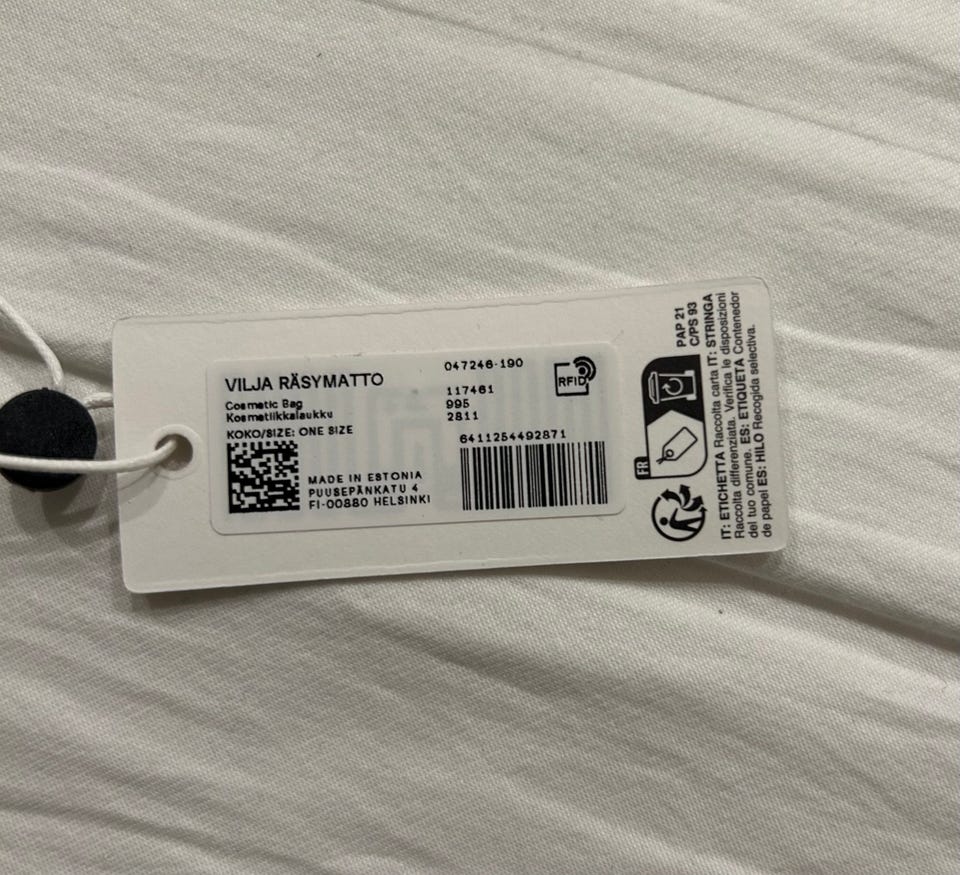 VILJA RÄSYMATTO
Cosmetic Bag
Kosmetiikkalaukku
KOKO/SIZE: ONE SIZE
MADE IN ESTONIA
PUUSEPÄNKATU 4
FI-00880 HELSINKI
047246-190
117461
995
2811
6411254492871
RFID
PAP 21
C/PS 93
FR
IT: ETICHETTA Raccolta carta IT: STRINGA
Raccolta differenziata. Verifica le disposizioni
del tuo comune. ES: ETIQUETA Contenedor
de papel ES: HILO Recogida selectiva.